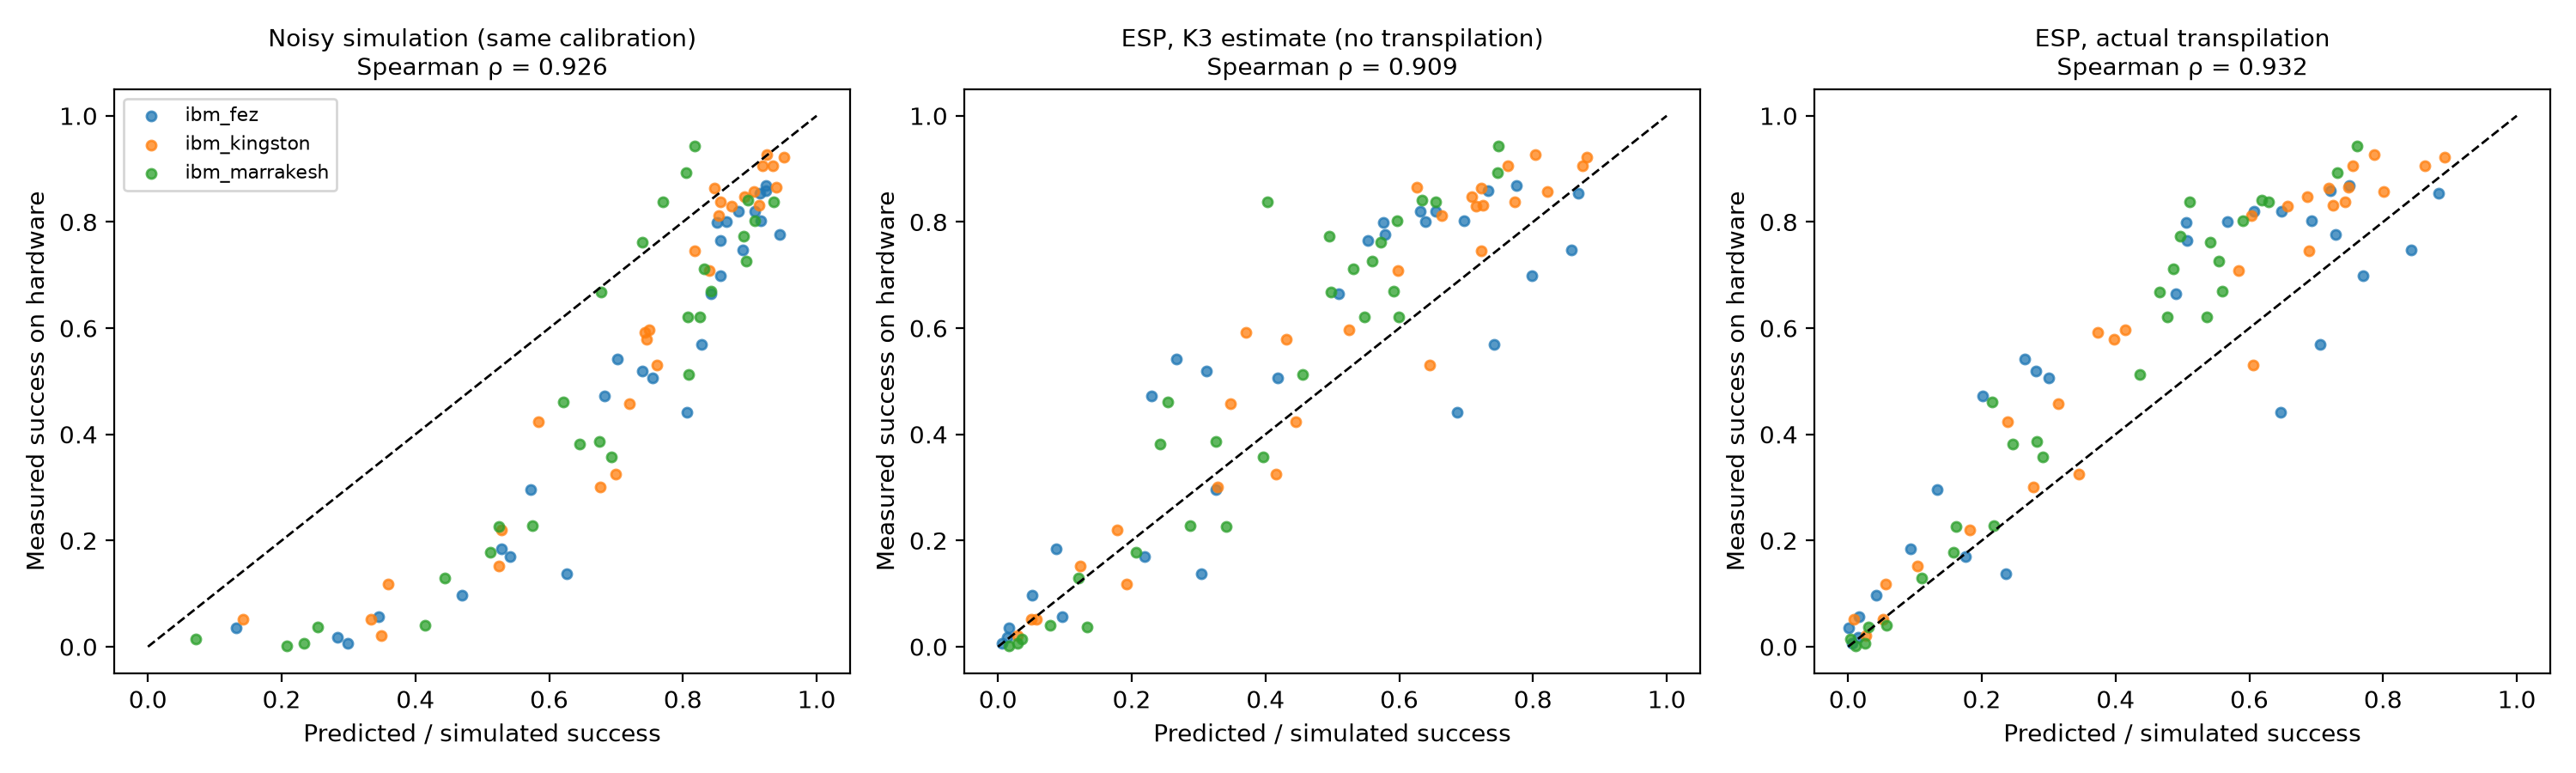 Noisy simulation (same calibration)
Spearman ρ = 0.926
1.0
0.8
0.6
0.4
0.2
0.0
Measured success on hardware
ibm_fez
ibm_kingston
ibm_marrakesh
0.0 0.2 0.4 0.6 0.8 1.0
Predicted / simulated success
ESP, K3 estimate (no transpilation)
Spearman ρ = 0.909
1.0
0.8
0.6
0.4
0.2
0.0
Measured success on hardware
0.0 0.2 0.4 0.6 0.8 1.0
Predicted / simulated success
ESP, actual transpilation
Spearman ρ = 0.932
1.0
0.8
0.6
0.4
0.2
0.0
Measured success on hardware
0.0 0.2 0.4 0.6 0.8 1.0
Predicted / simulated success